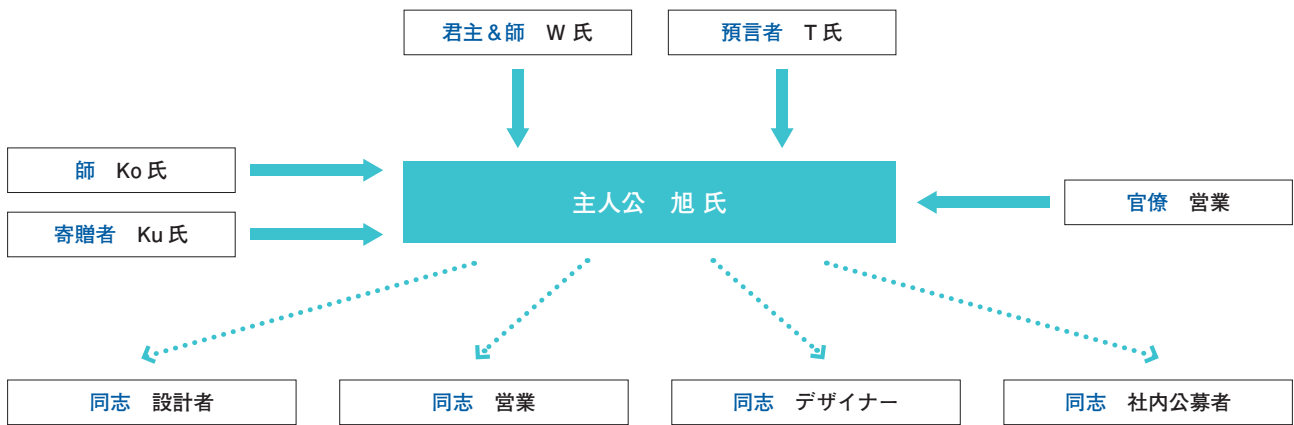 君主＆師　W 氏
預言者　T 氏
師　Ko 氏
主人公　旭 氏
官僚　営業
寄贈者　Ku 氏
同志　設計者
同志　営業
同志　デザイナー
同志　社内公募者